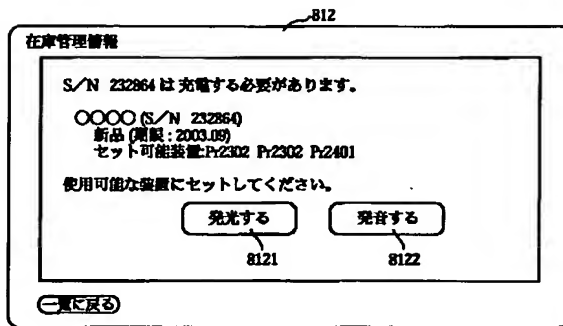 812
在庫管理情報
S/N 232864 は 充電する必要があります。
○○○○ (S/N 232864)
新品 (期限 : 2003.09)
セット可能装置:Pr2302 Pr2302 Pr2401
使用可能な装置にセットしてください。
発光する 発音する
8121 8122
一覧に戻る